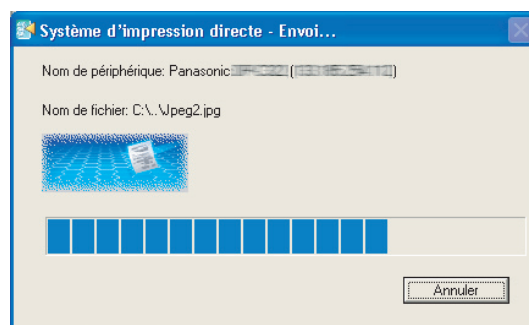 Système d'impression directe - Envoi...
Nom de périphérique: Panasonic
Nom de fichier: C:\..\Jpeg2.jpg
Annuler